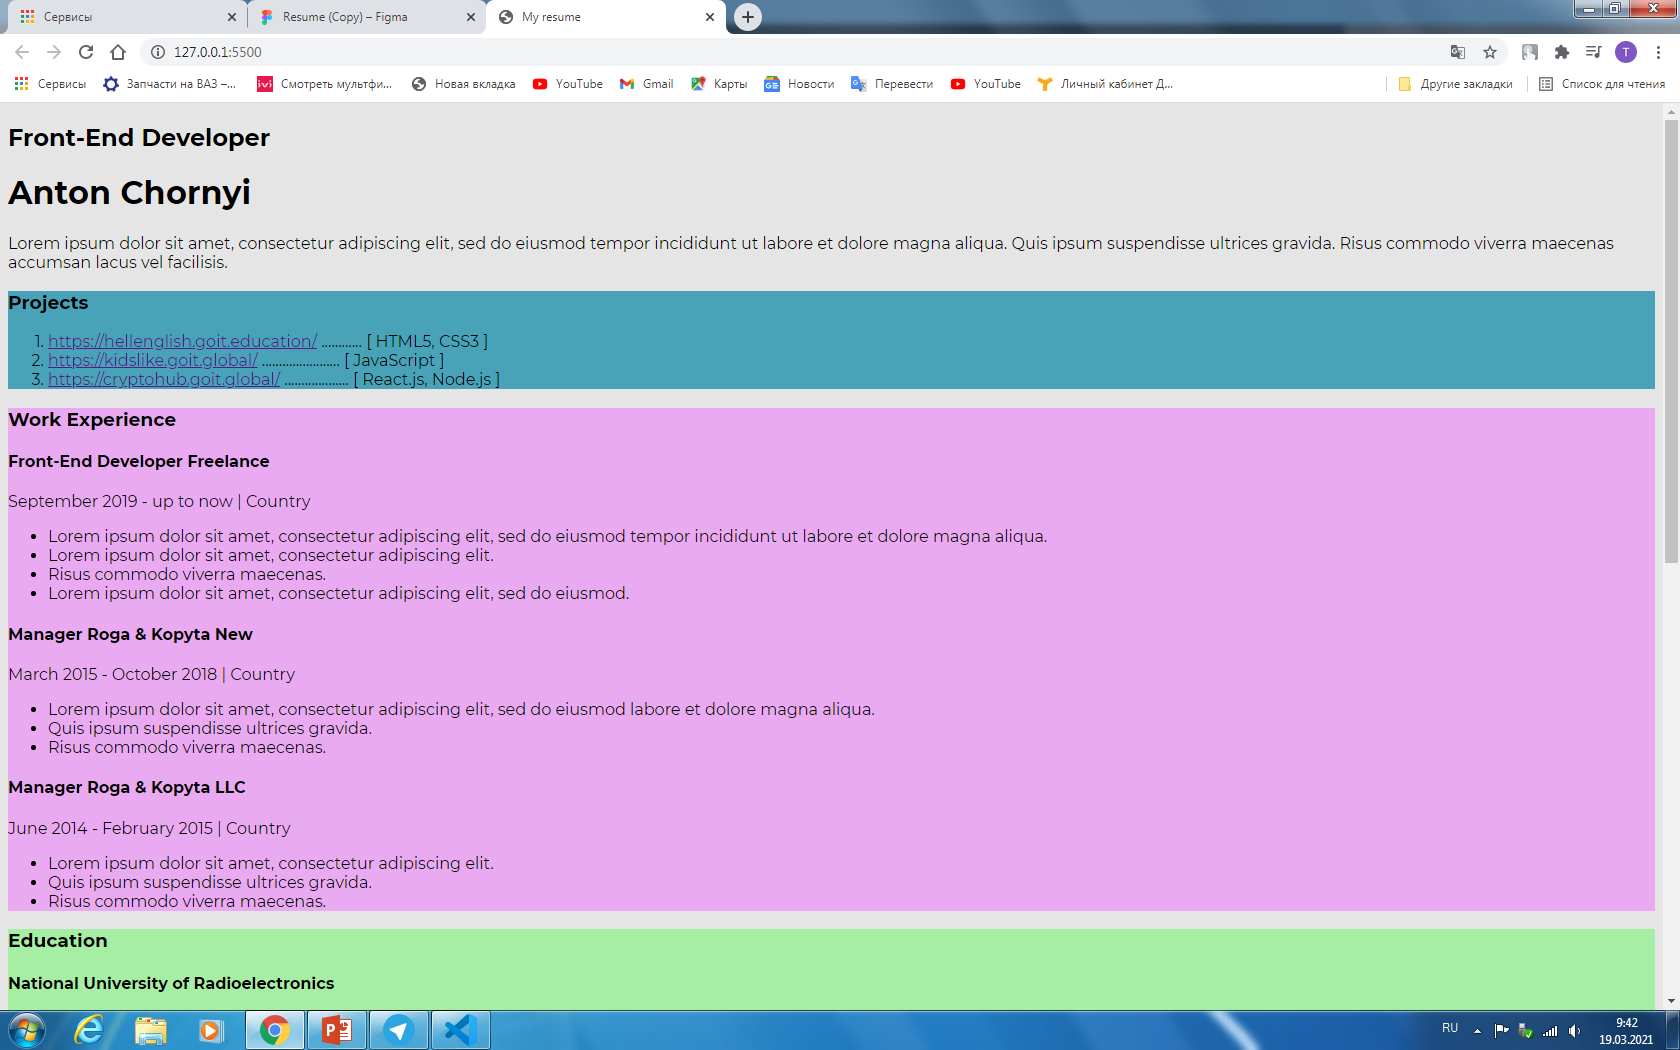 Сервисы
Resume (Copy) – Figma
My resume
127.0.0.1:5500
T
Сервисы
Запчасти на ВАЗ –...
ivi
Смотреть мультфи...
Новая вкладка
YouTube
Gmail
Карты
Новости
Перевести
YouTube
Личный кабинет Д...
Другие закладки
Список для чтения
Front-End Developer
Anton Chornyi
Lorem ipsum dolor sit amet, consectetur adipiscing elit, sed do eiusmod tempor incididunt ut labore et dolore magna aliqua. Quis ipsum suspendisse ultrices gravida. Risus commodo viverra maecenas
accumsan lacus vel facilisis.
Projects
1. https://hellenglish.goit.education/ ............ [ HTML5, CSS3 ]
2. https://kidslike.goit.global/ ....................... [ JavaScript ]
3. https://cryptohub.goit.global/ ................... [ React.js, Node.js ]
Work Experience
Front-End Developer Freelance
September 2019 - up to now | Country
• Lorem ipsum dolor sit amet, consectetur adipiscing elit, sed do eiusmod tempor incididunt ut labore et dolore magna aliqua.
• Lorem ipsum dolor sit amet, consectetur adipiscing elit.
• Risus commodo viverra maecenas.
• Lorem ipsum dolor sit amet, consectetur adipiscing elit, sed do eiusmod.
Manager Roga & Kopyta New
March 2015 - October 2018 | Country
• Lorem ipsum dolor sit amet, consectetur adipiscing elit, sed do eiusmod labore et dolore magna aliqua.
• Quis ipsum suspendisse ultrices gravida.
• Risus commodo viverra maecenas.
Manager Roga & Kopyta LLC
June 2014 - February 2015 | Country
• Lorem ipsum dolor sit amet, consectetur adipiscing elit.
• Quis ipsum suspendisse ultrices gravida.
• Risus commodo viverra maecenas.
Education
National University of Radioelectronics
RU
9:42
19.03.2021